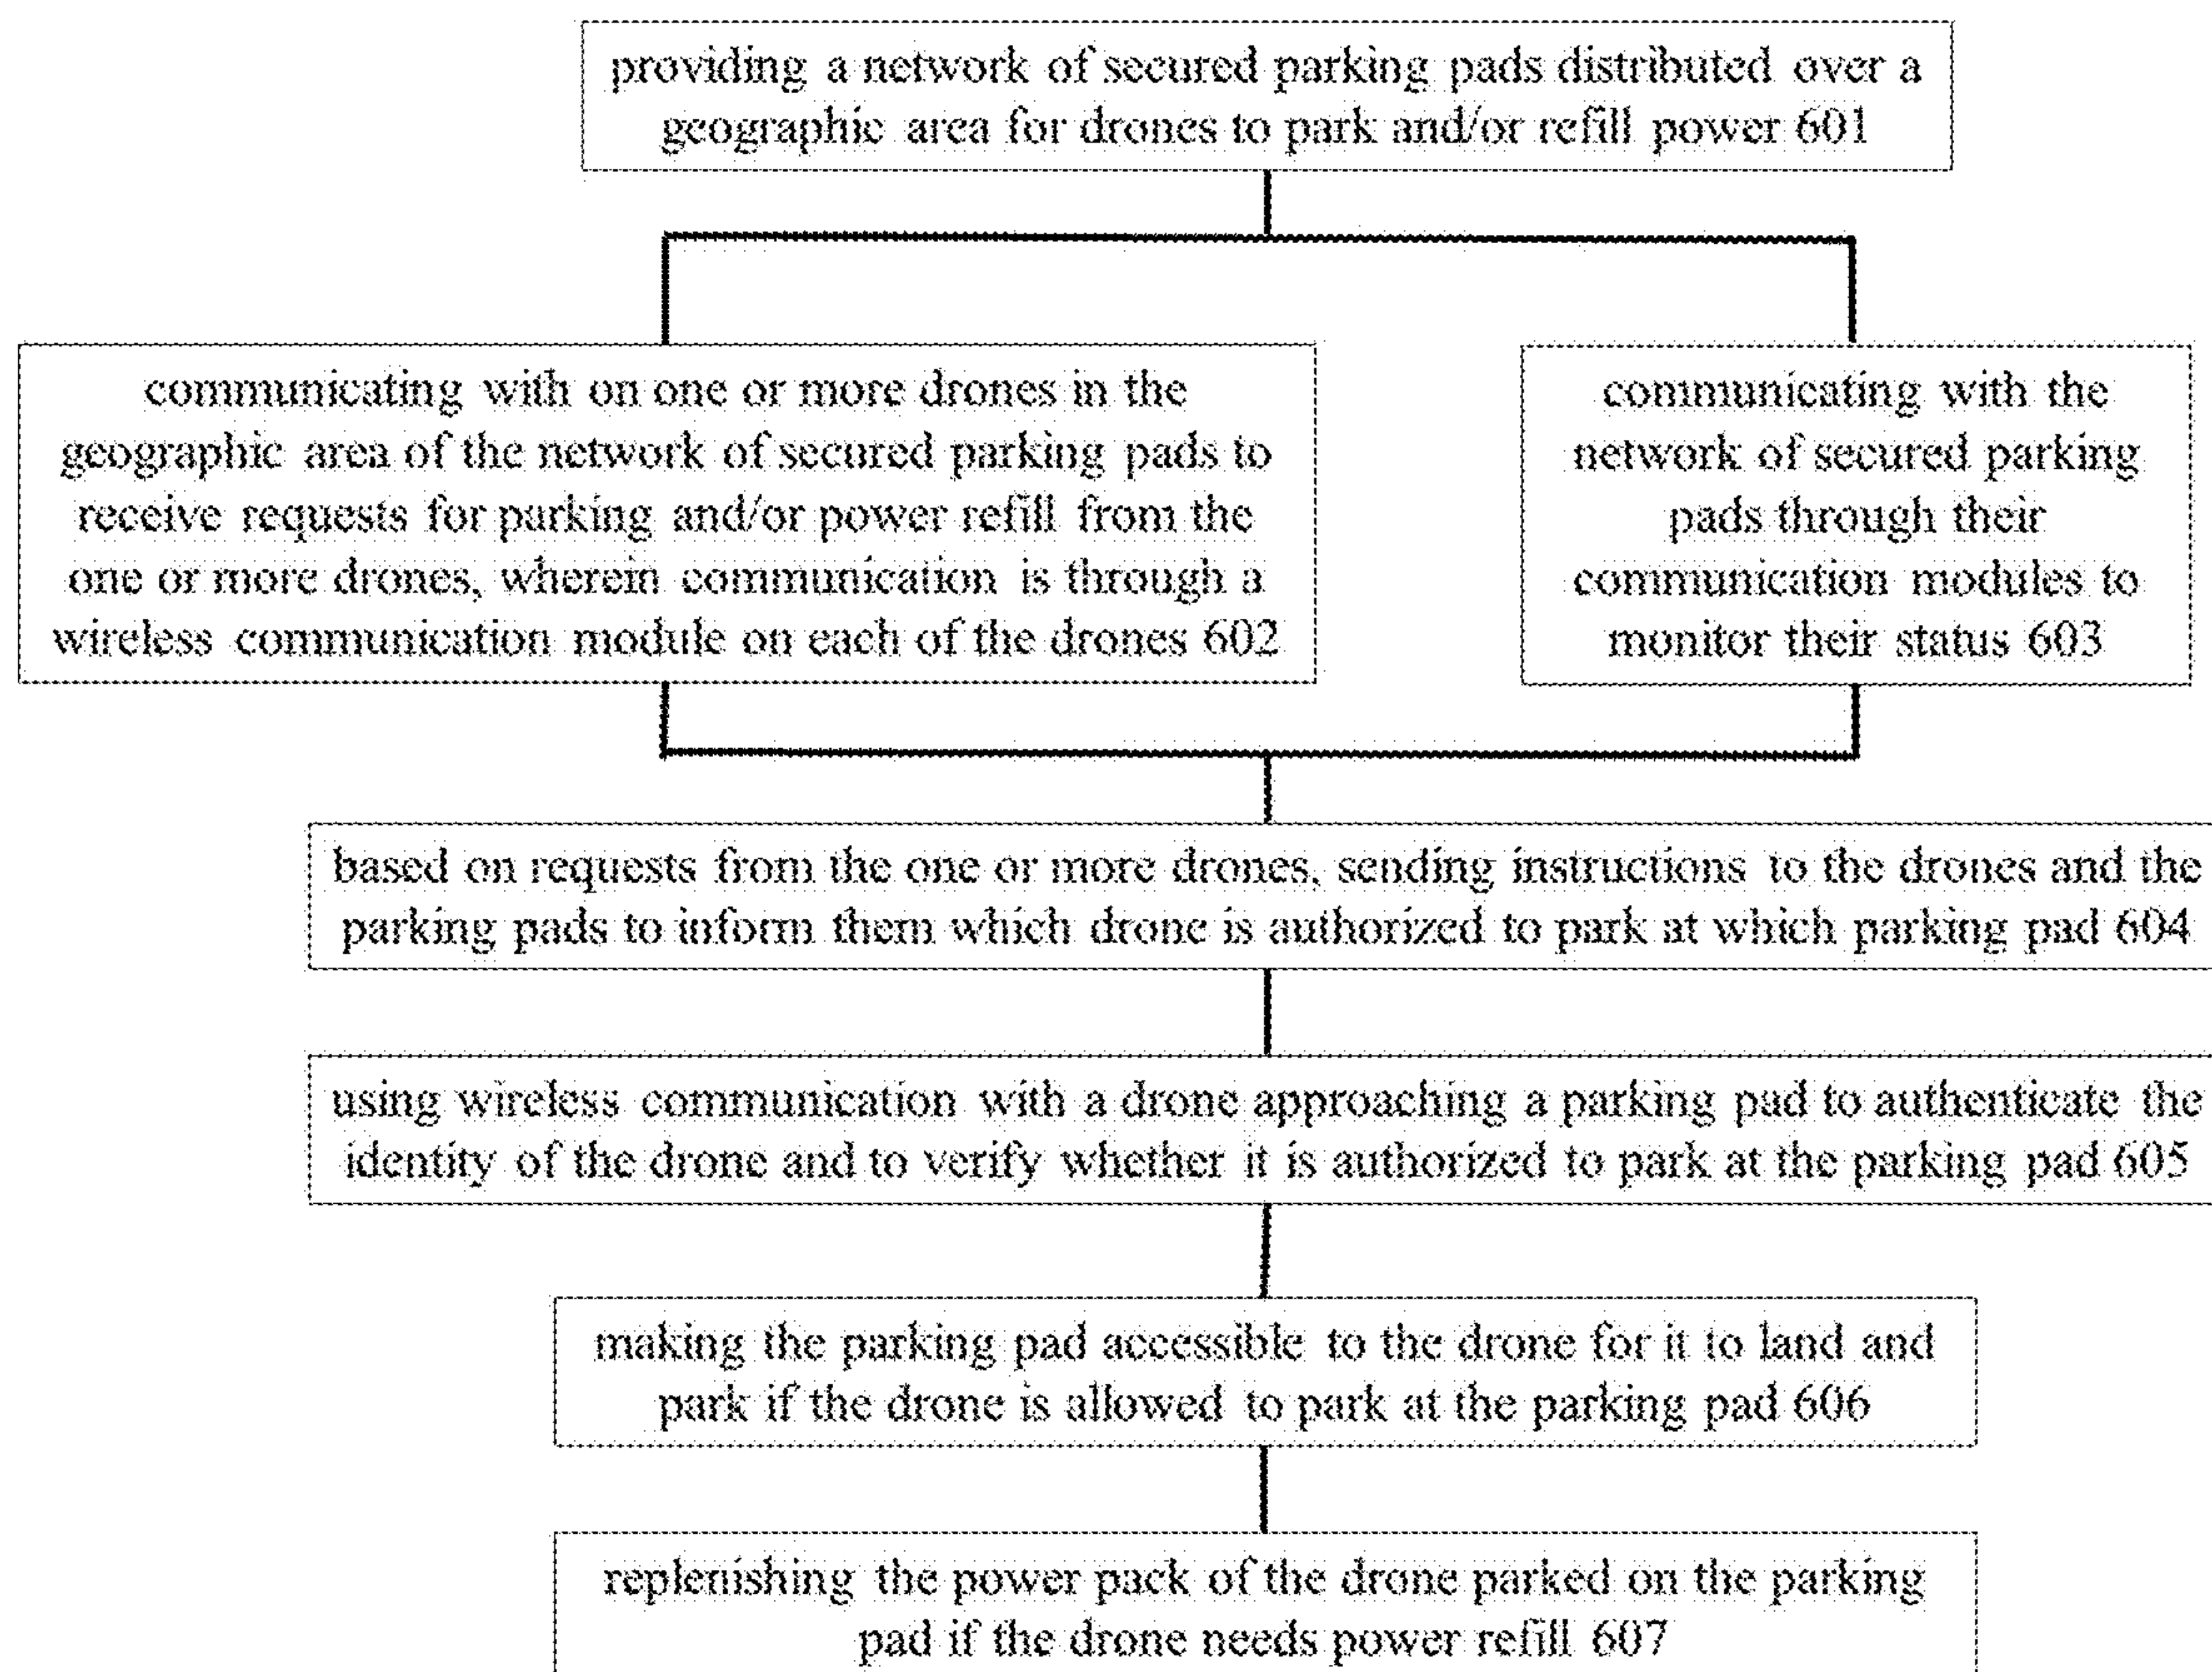 providing a network of secured parking pads distributed over a
geographic area for drones to park and/or refill power 601
communicating with on one or more drones in the
geographic area of the network of secured parking pads to
receive requests for parking and/or power refill from the
one or more drones, wherein communication is through a
wireless communication module on each of the drones 602
communicating with the
network of secured parking
pads through their
communication modules to
monitor their status 603
based on requests from the one or more drones, sending instructions to the drones and the
parking pads to inform them which drone is authorized to park at which parking pad 604
using wireless communication with a drone approaching a parking pad to authenticate the
identity of the drone and to verify whether it is authorized to park at the parking pad 605
making the parking pad accessible to the drone for it to land and
park if the drone is allowed to park at the parking pad 606
replenishing the power pack of the drone parked on the parking
pad if the drone needs power refill 607